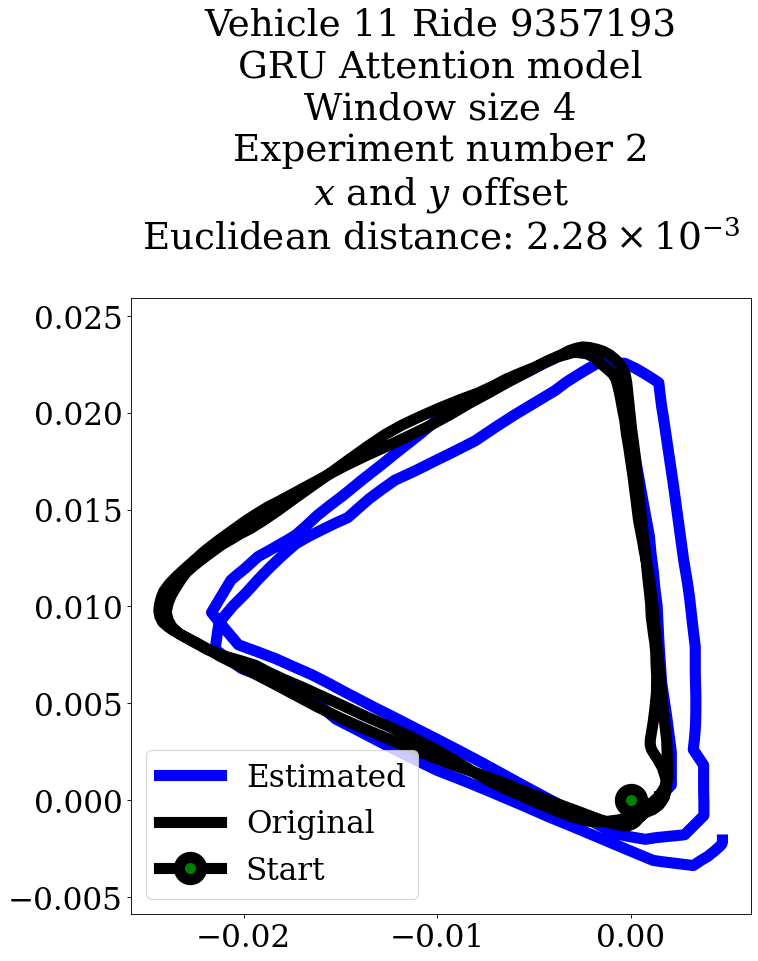 Vehicle 11 Ride 9357193
GRU Attention model
Window size 4
Experiment number 2
x and y offset
Euclidean distance: 2.28 × 10⁻³
0.025
0.020
0.015
0.010
0.005
0.000
−0.005
Estimated
Original
Start
−0.02
−0.01
0.00